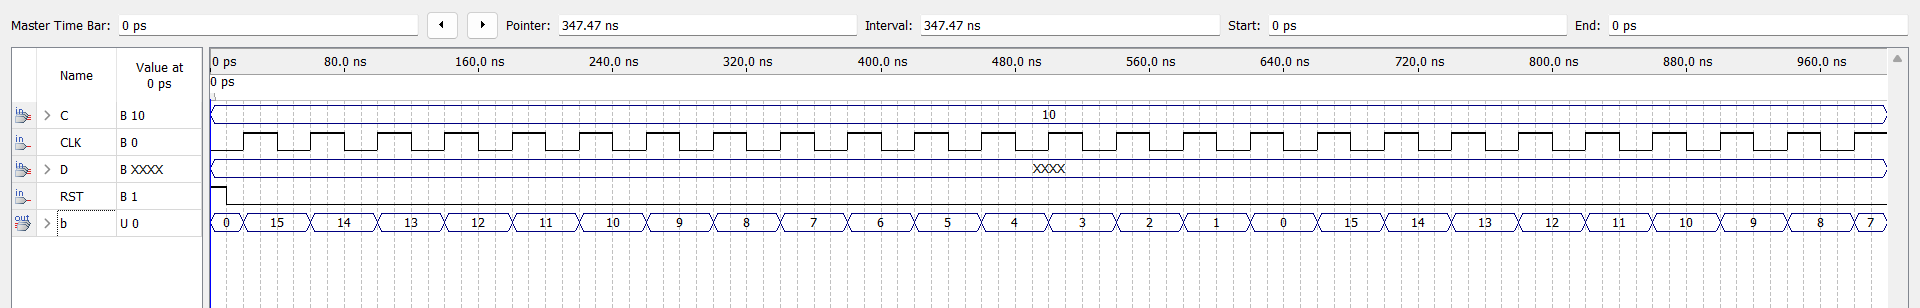 Master Time Bar: 0 ps Pointer: 347.47 ns Interval: 347.47 ns Start: 0 ps End: 0 ps
Name Value at 0 ps
0 ps 80.0 ns 160.0 ns 240.0 ns 320.0 ns 400.0 ns 480.0 ns 560.0 ns 640.0 ns 720.0 ns 800.0 ns 880.0 ns 960.0 ns
0 ps
in C B 10 10
in CLK B 0
in D B XXXX XXXX
in RST B 1
out b U 0 0 15 14 13 12 11 10 9 8 7 6 5 4 3 2 1 0 15 14 13 12 11 10 9 8 7